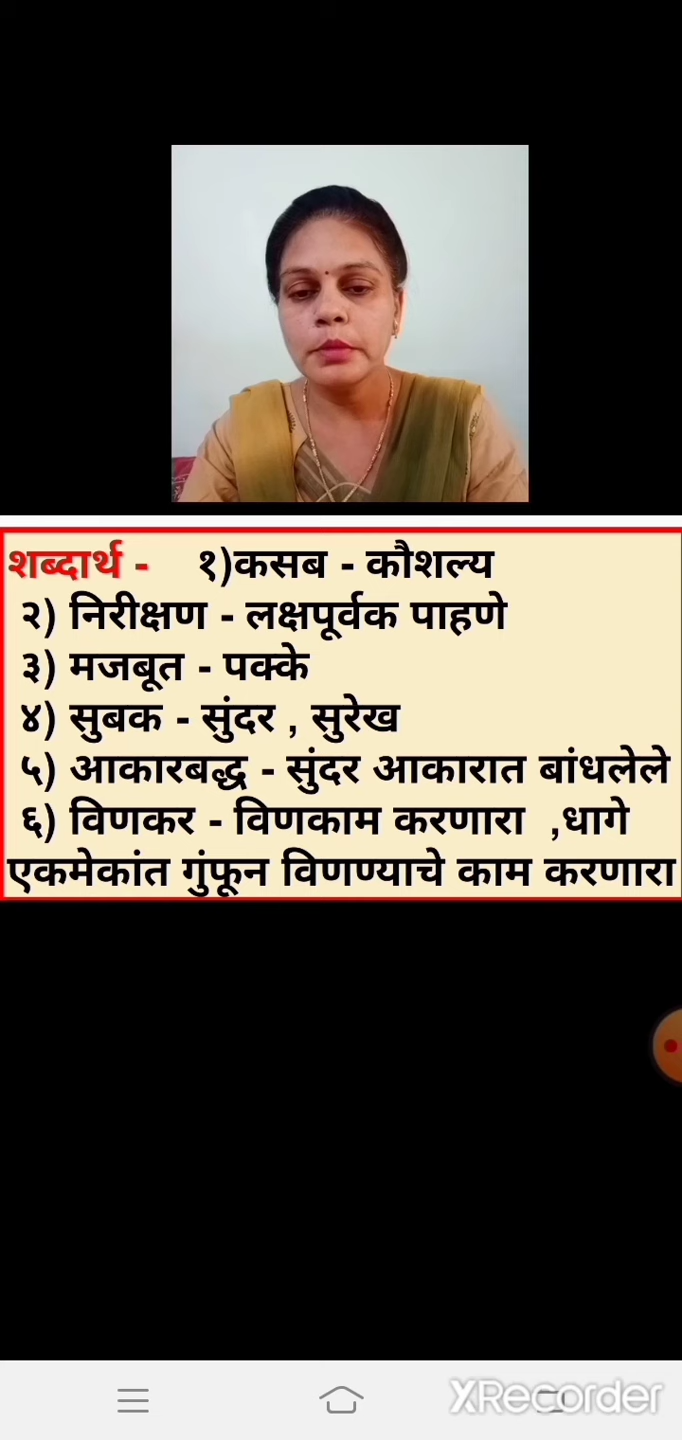 शब्दार्थ - १)कसब - कौशल्य
२) निरीक्षण - लक्षपूर्वक पाहणे
३) मजबूत - पक्के
४) सुबक - सुंदर , सुरेख
५) आकारबद्ध - सुंदर आकारात बांधलेले
६) विणकर - विणकाम करणारा ,धागे
एकमेकांत गुंफून विणण्याचे काम करणारा
XRecorder